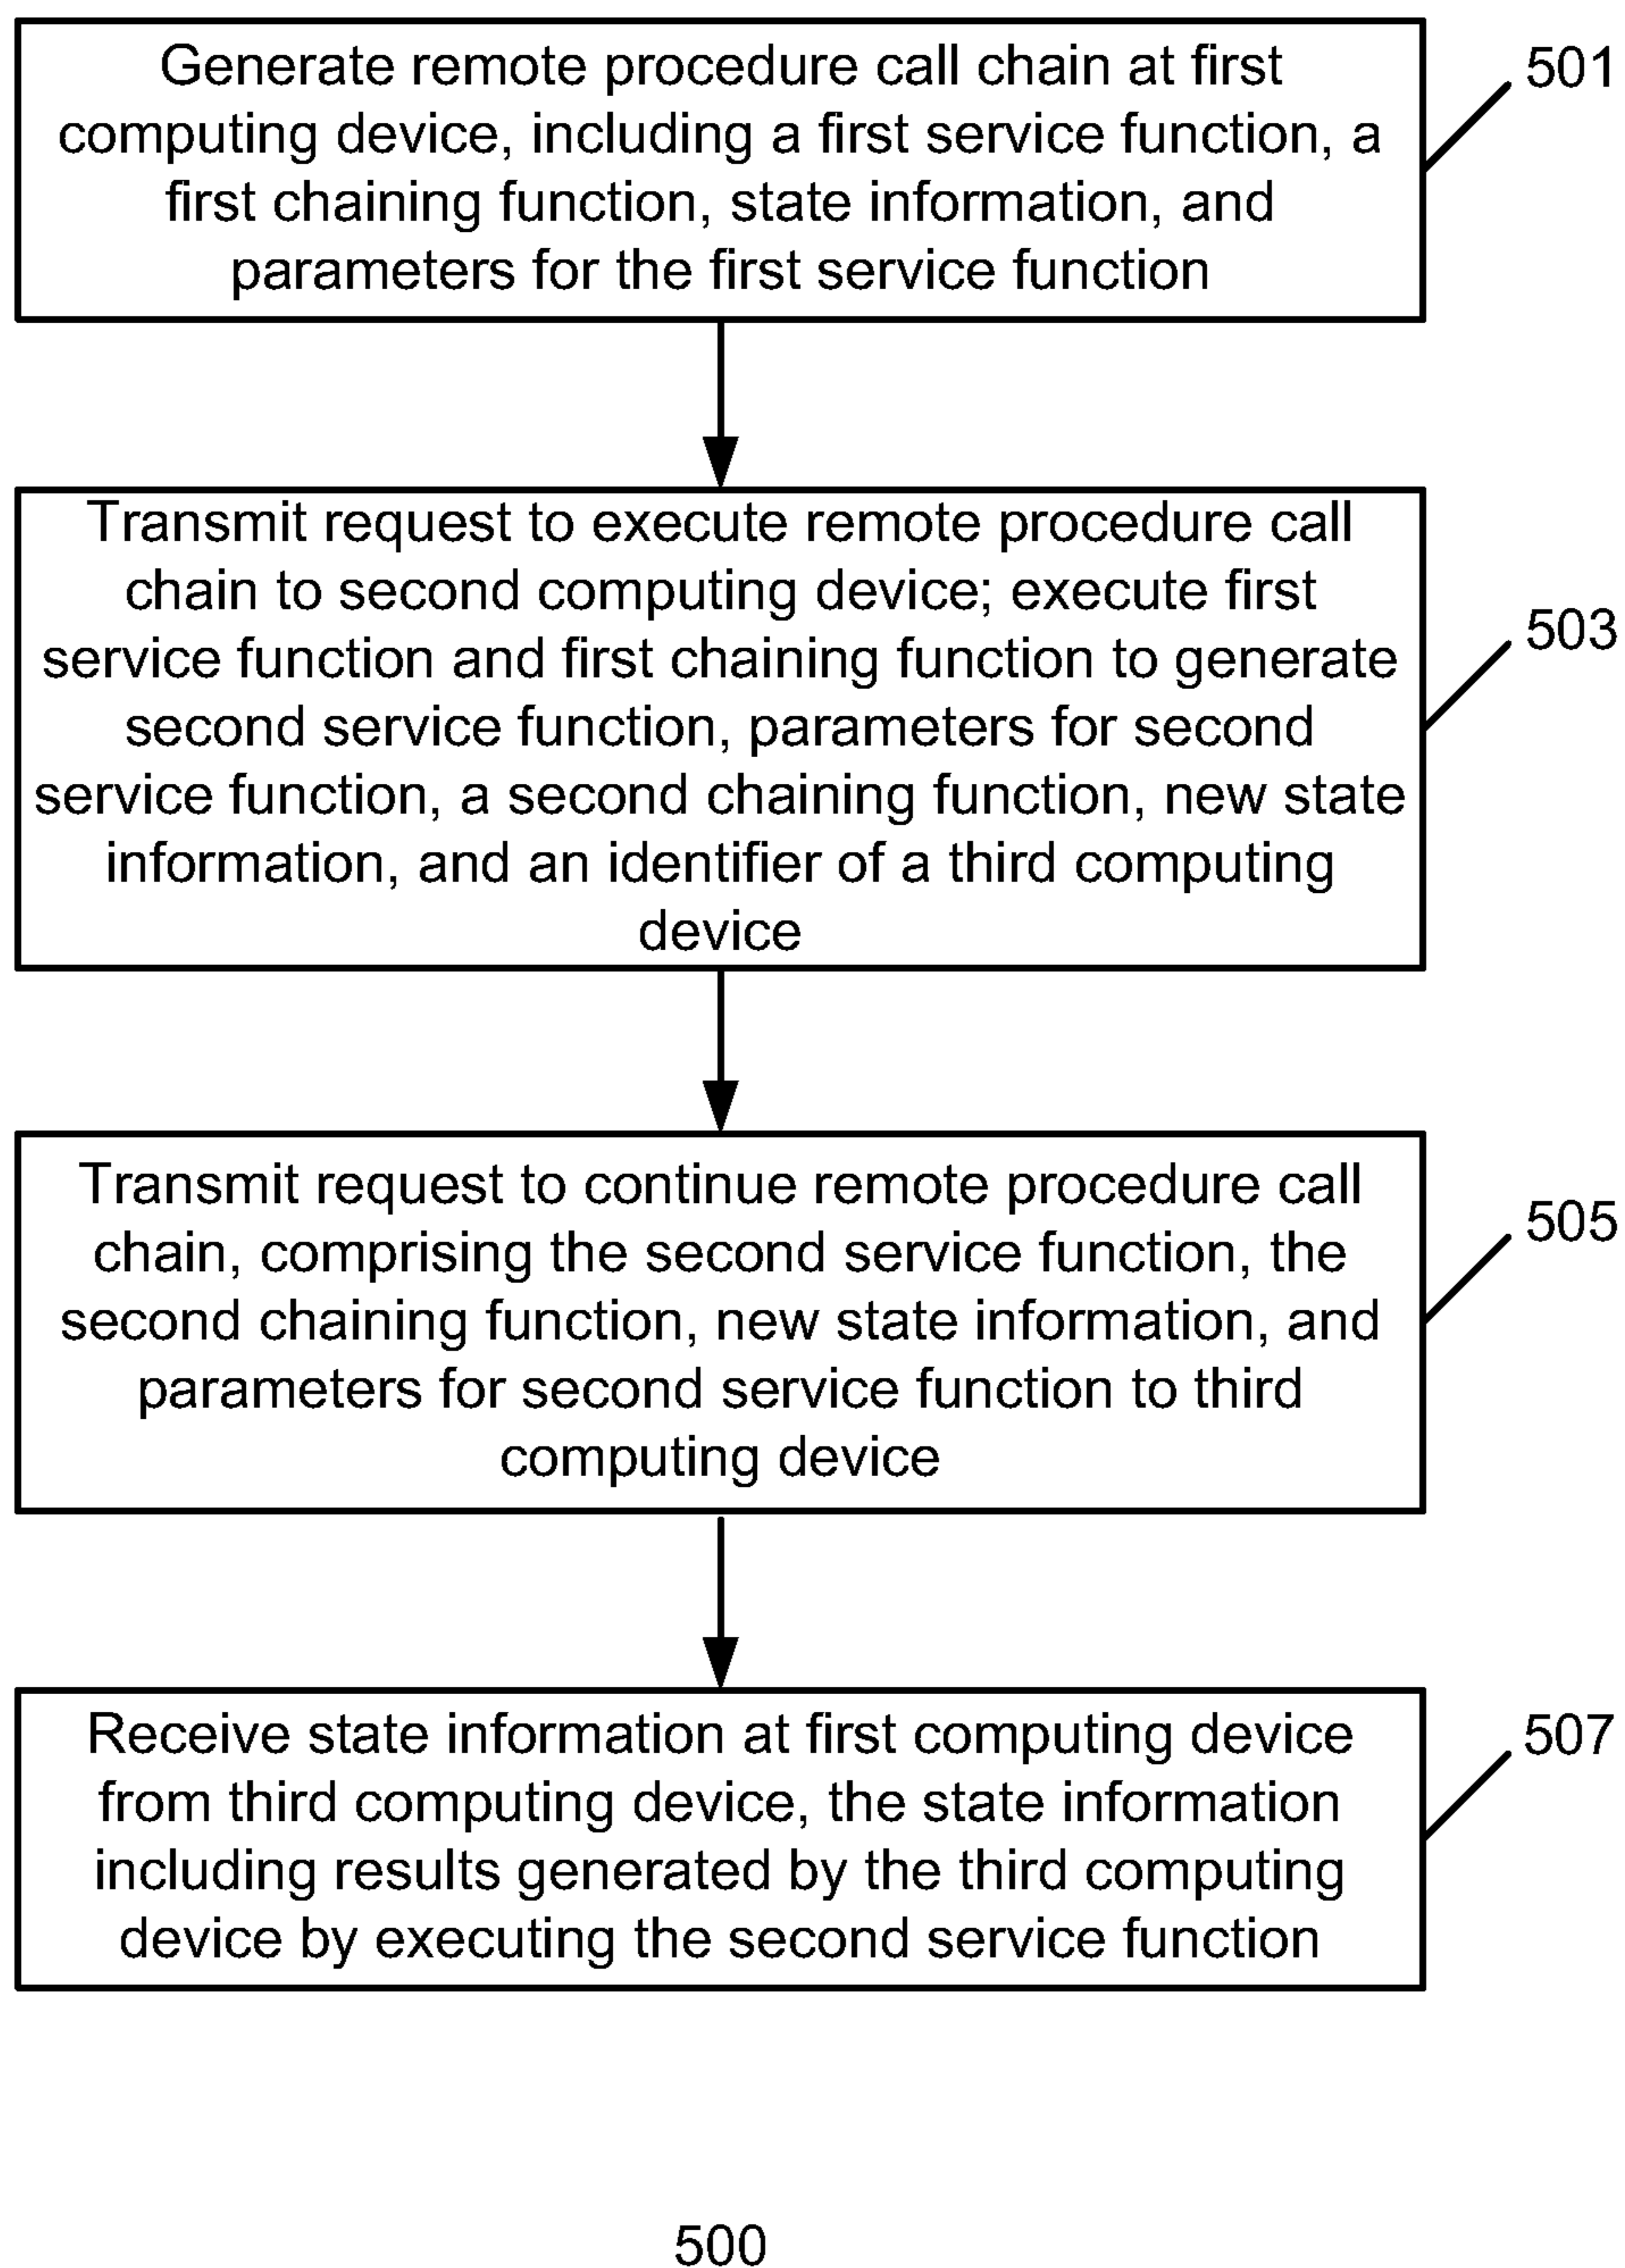 Generate remote procedure call chain at first
computing device, including a first service function, a
first chaining function, state information, and
parameters for the first service function
501
Transmit request to execute remote procedure call
chain to second computing device; execute first
service function and first chaining function to generate
second service function, parameters for second
service function, a second chaining function, new state
information, and an identifier of a third computing
device
503
Transmit request to continue remote procedure call
chain, comprising the second service function, the
second chaining function, new state information, and
parameters for second service function to third
computing device
505
Receive state information at first computing device
from third computing device, the state information
including results generated by the third computing
device by executing the second service function
507
500